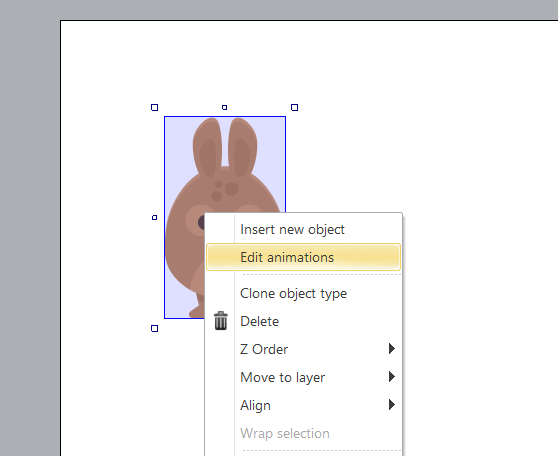 Insert new object
Edit animations
Clone object type
Delete
Z Order
Move to layer
Align
Wrap selection